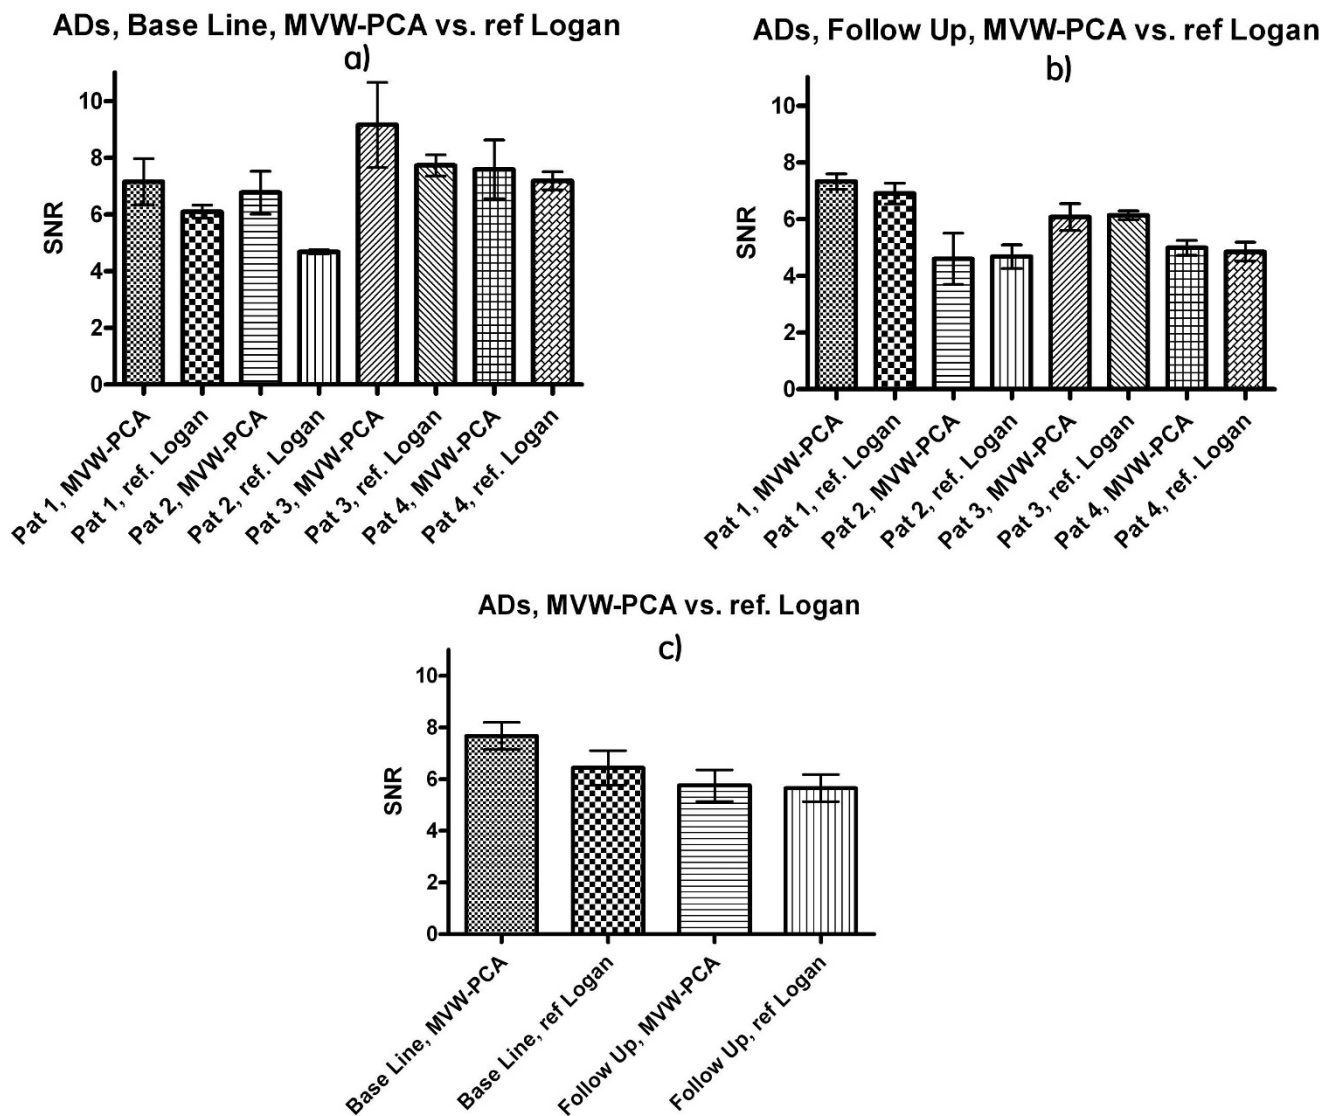 ADs, Base Line, MVW-PCA vs. ref Logan
a)
SNR
10
8
6
4
2
0
Pat 1, MVW-PCA
Pat 1, ref. Logan
Pat 2, MVW-PCA
Pat 2, ref. Logan
Pat 3, MVW-PCA
Pat 3, ref. Logan
Pat 4, MVW-PCA
Pat 4, ref. Logan
ADs, Follow Up, MVW-PCA vs. ref Logan
b)
SNR
10
8
6
4
2
0
Pat 1, MVW-PCA
Pat 1, ref. Logan
Pat 2, MVW-PCA
Pat 2, ref. Logan
Pat 3, MVW-PCA
Pat 3, ref. Logan
Pat 4, MVW-PCA
Pat 4, ref. Logan
ADs, MVW-PCA vs. ref. Logan
c)
SNR
10
8
6
4
2
0
Base Line, MVW-PCA
Base Line, ref Logan
Follow Up, MVW-PCA
Follow Up, ref Logan